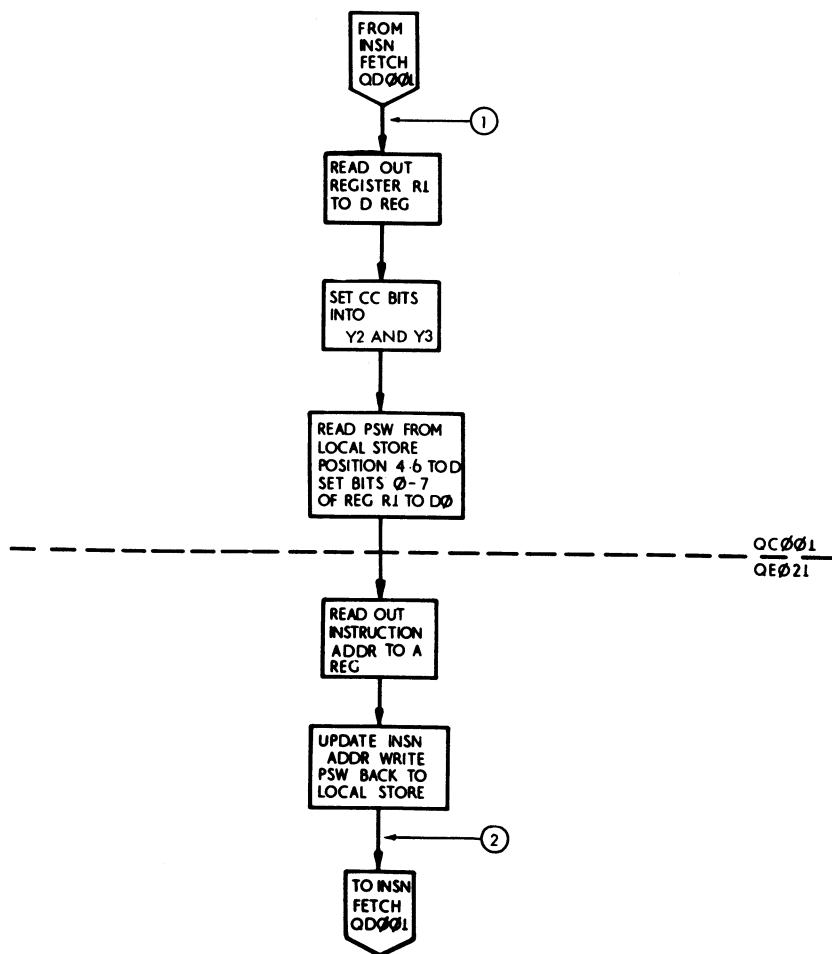 FROM
INSN
FETCH
QDØØ1
1
READ OUT
REGISTER R1
TO D REG
SET CC BITS
INTO
Y2 AND Y3
READ PSW FROM
LOCAL STORE
POSITION 4.6 TO D
SET BITS Ø-7
OF REG R1 TO DØ
QCØØ1
QEØ21
READ OUT
INSTRUCTION
ADDR TO A
REG
UPDATE INSN
ADDR WRITE
PSW BACK TO
LOCAL STORE
2
TO INSN
FETCH
QDØØ1